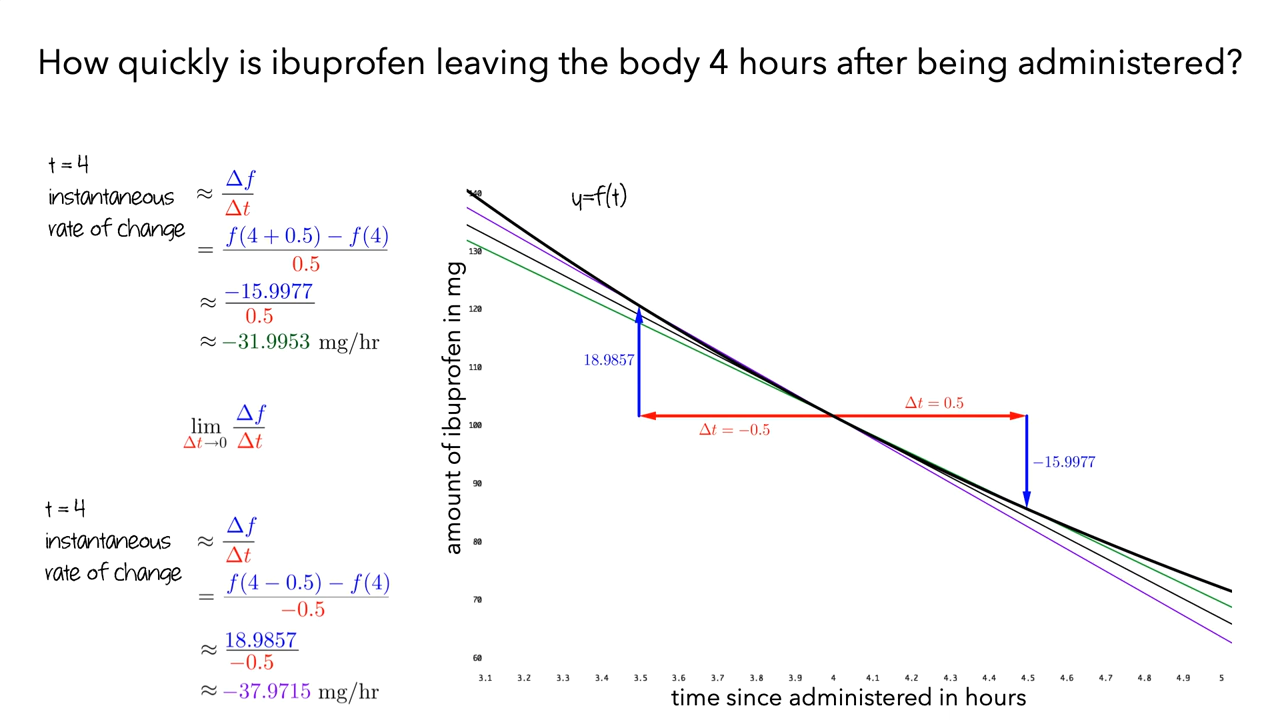 How quickly is ibuprofen leaving the body 4 hours after being administered?
t = 4
instantaneous
rate of change
≈ Δf/Δt
= f(4 + 0.5) − f(4)/0.5
≈ −15.9977/0.5
≈ −31.9953 mg/hr
lim Δt→0 Δf/Δt
t = 4
instantaneous
rate of change
≈ Δf/Δt
= f(4 − 0.5) − f(4)/−0.5
≈ 18.9857/−0.5
≈ −37.9715 mg/hr
y=f(t)
amount of ibuprofen in mg
140
130
120
110
100
90
80
70
60
18.9857
Δt = 0.5
Δt = −0.5
−15.9977
3.1 3.2 3.3 3.4 3.5 3.6 3.7 3.8 3.9 4 4.1 4.2 4.3 4.4 4.5 4.6 4.7 4.8 4.9 5
time since administered in hours